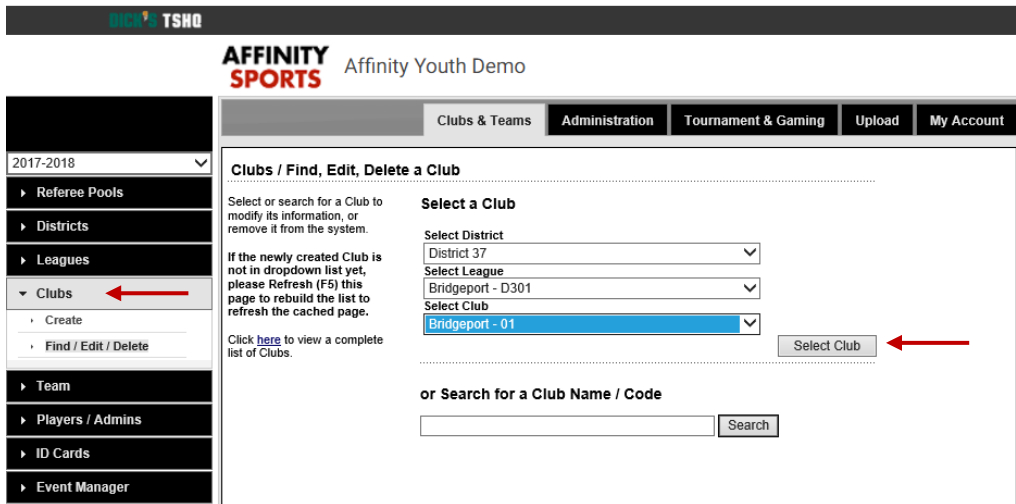 DICK'S TSHQ
AFFINITY
SPORTS
Affinity Youth Demo
Clubs & Teams
Administration
Tournament & Gaming
Upload
My Account
2017-2018
Referee Pools
Districts
Leagues
Clubs
Create
Find / Edit / Delete
Team
Players / Admins
ID Cards
Event Manager
Clubs / Find, Edit, Delete a Club
Select or search for a Club to
modify its information, or
remove it from the system.
If the newly created Club is
not in dropdown list yet,
please Refresh (F5) this
page to rebuild the list to
refresh the cached page.
Click here to view a complete
list of Clubs.
Select a Club
Select District
District 37
Select League
Bridgeport - D301
Select Club
Bridgeport - 01
Select Club
or Search for a Club Name / Code
Search